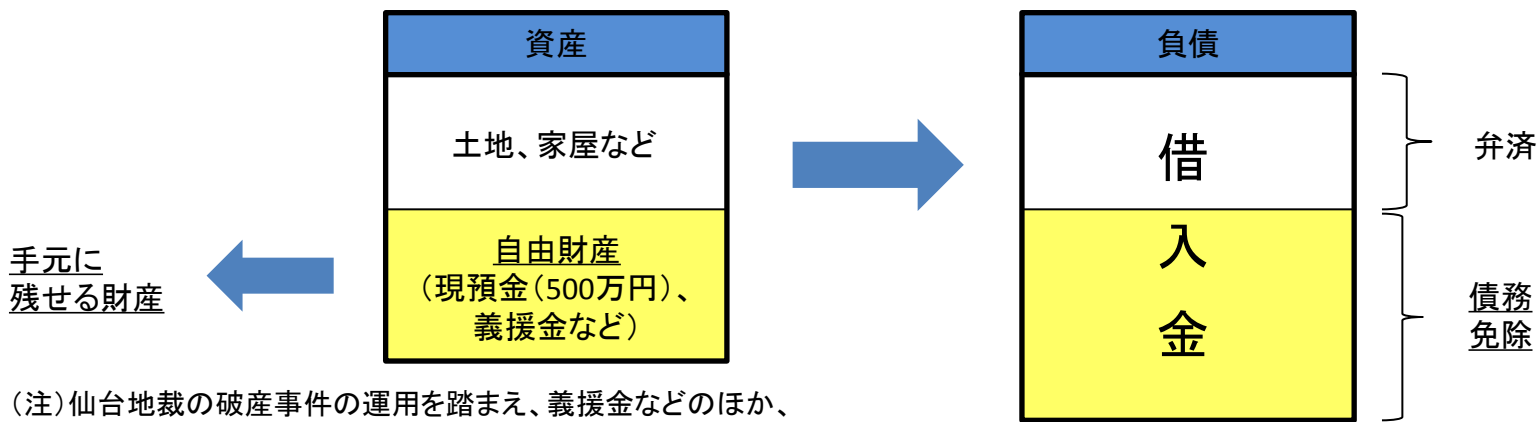 資産
土地、家屋など
自由財産
（現預金（500万円）、
義援金など）
手元に
残せる財産
負債
借
入
金
弁済
債務
免除
（注）仙台地裁の破産事件の運用を踏まえ、義援金などのほか、